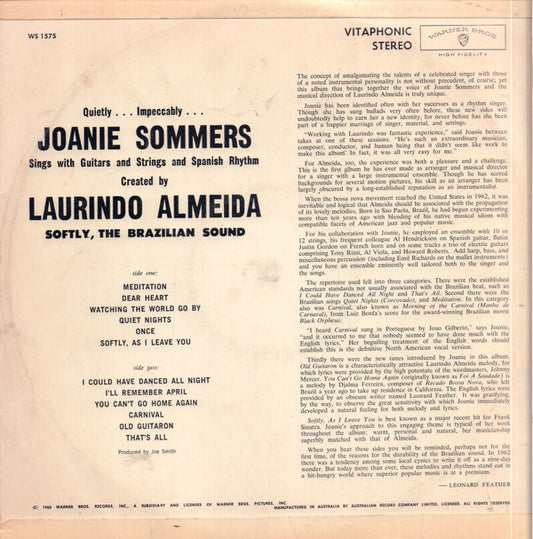 WS 1575
VITAPHONIC
STEREO
WARNER BROS.
HIGH FIDELITY
Quietly . . . Impeccably . . .
JOANIE SOMMERS
Sings with Guitars and Strings and Spanish Rhythm
Created by
LAURINDO ALMEIDA
SOFTLY, THE BRAZILIAN SOUND
side one:
MEDITATION
DEAR HEART
WATCHING THE WORLD GO BY
QUIET NIGHTS
ONCE
SOFTLY, AS I LEAVE YOU
side two:
I COULD HAVE DANCED ALL NIGHT
I'LL REMEMBER APRIL
YOU CAN'T GO HOME AGAIN
CARNIVAL
OLD GUITARON
THAT'S ALL
Produced by Joe Smith
The concept of amalgamating the talents of a celebrated singer with those
of a noted instrumental personality is not without precedent, of course; yet
this album that brings together the voice of Joanie Sommers and the
musical direction of Laurindo Almeida is truly unique.
Joanie has been identified often with her successes as a rhythm singer.
Though she has sung ballads very often before, these new sides will
undoubtedly help to earn her a new identity, for never before has she been
part of a happier marriage of singer, material, and settings.
"Working with Laurindo was fantastic experience," said Joanie between
takes at one of these sessions. "He's such an extraordinary musician,
composer, conductor, and human being that it didn't seem like work to
make this album. In fact, it was all very easy for me."
For Almeida, too, the experience was both a pleasure and a challenge.
This is the first album he has ever made as arranger and musical director
for a singer with a large instrumental ensemble. Though he has scored
backgrounds for several motion pictures, his skill as an arranger has been
largely obscured by a long-established reputation as an instrumentalist.
When the bossa nova movement reached the United States in 1962, it was
inevitable and logical that Almeida should be associated with the propagation
of its lovely melodies. Born in Sao Paulo, Brazil, he had begun experimenting
more than ten years ago with blending of his native musical idioms with
compatible facets of American jazz and popular music.
For his collaboration with Joanie, he employed an ensemble with 10 or
12 strings, his frequent colleague Al Hendrickson on Spanish guitar, flutist
Justin Gordon on French horn and on some tracks a trio of electric guitars
comprising Tony Rizzi, Al Viola, and Howard Roberts. Add harp, bass, and
miscellaneous percussion (including Emil Richards on the mallet instruments)
and you have an ensemble eminently well tailored both to the singer and
the songs.
The repertoire used fell into three categories. There were the established
American standards not usually associated with the Brazilian beat, such as
I Could Have Danced All Night and That's All. Second there were the
Brazilian songs Quiet Nights (Corcovado), and Meditation. In this category
also was Carnival, also known as Morning of the Carnival (Manha de
Carnaval), from Luiz Bonfa's score for the award-winning Brazilian movie
Black Orpheus.
"I heard Carnival sung in Portuguese by Joao Gilberto", says Joanie,
"and it occurred to me that nobody seemed to have done much with the
English lyrics." Her beguiling treatment of the English words should
establish this is the definitive North American vocal version.
Thirdly there were the new tunes introduced by Joanie in this album.
Old Guitaron is a characteristically attractive Laurindo Almeida melody, for
which lyrics were provided by the high potentate of the wordmasters, Johnny
Mercer. You Can't Go Home Again (originally known as For A Saudade) is
a melody by Djalma Ferreira, composer of Recado Bossa Nova, who left
Brazil a year ago to take up residence in California. The English lyrics were
provided by an obscure writer named Leonard Feather. It was gratifying,
by the way, to observe the great sensitivity with which Joanie immediately
developed a natural feeling for both melody and lyrics.
Softly, As I Leave You is best known as a major recent hit for Frank
Sinatra. Joanie's approach to this engaging theme is typical of her work
throughout the album: warm, personal and natural, her musicianship
superbly matched with that of Almeida.
When you hear these sides you will be reminded, perhaps not for the
first time, of the reasons for the durability of the Brazilian sound. In 1962
there was a tendency among some local cynics to write it off as a nine-day
wonder. But today more than ever, these melodies and rhythms stand out in
a hit-hungry world where superior popular music is at a premium.
— LEONARD FEATHER
(C) 1965 WARNER BROS. RECORDS, INC., A SUBSIDIARY AND LICENSEE OF WARNER BROS. PICTURES, INC.
MANUFACTURED IN AUSTRALIA BY AUSTRALIAN RECORD COMPANY LIMITED, LICENSEE. ALL RIGHTS RESERVED